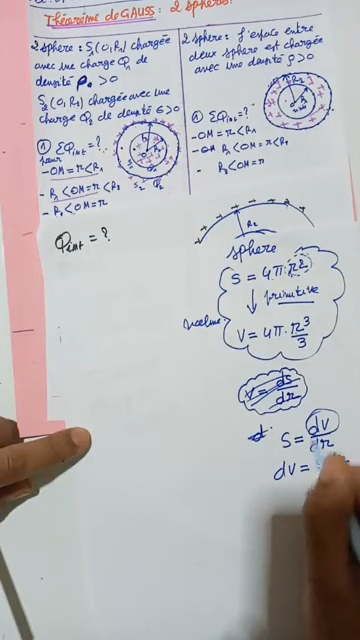 Théorème de GAUSS : 2 sphères
2 sphère : S₁ (O, R₁) chargée
avec une charge Q₁ de
densité ρ₀ > 0
S₂ (O, R₂) chargée avec une
charge Q₂ de densité σ > 0
① ΣQint = ?
pour
- OM = r < R₁
- R₁ < OM = r < R₂
- R₂ < OM = r
2 sphère : l'espace entre
deux sphere est chargée
avec une densité ρ > 0
① ΣQint = ?
- OM = r < R₁
- R₁ < OM = r < R₂
- R₂ < OM = r
Qint = ?
R₂
sphère
S = 4π · r²
↓ primitive
volume :
V = 4π · r³/3
V = dS/dr
S = dV/dr
dV =